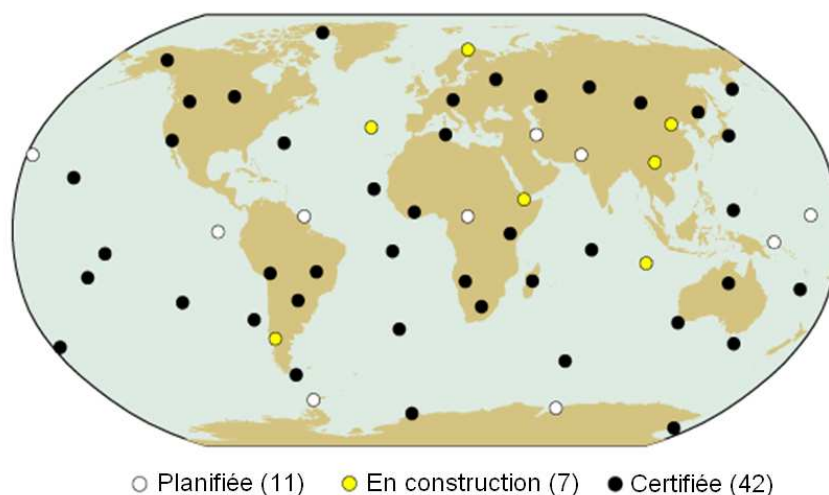 Planifiée (11) En construction (7) Certifiée (42)